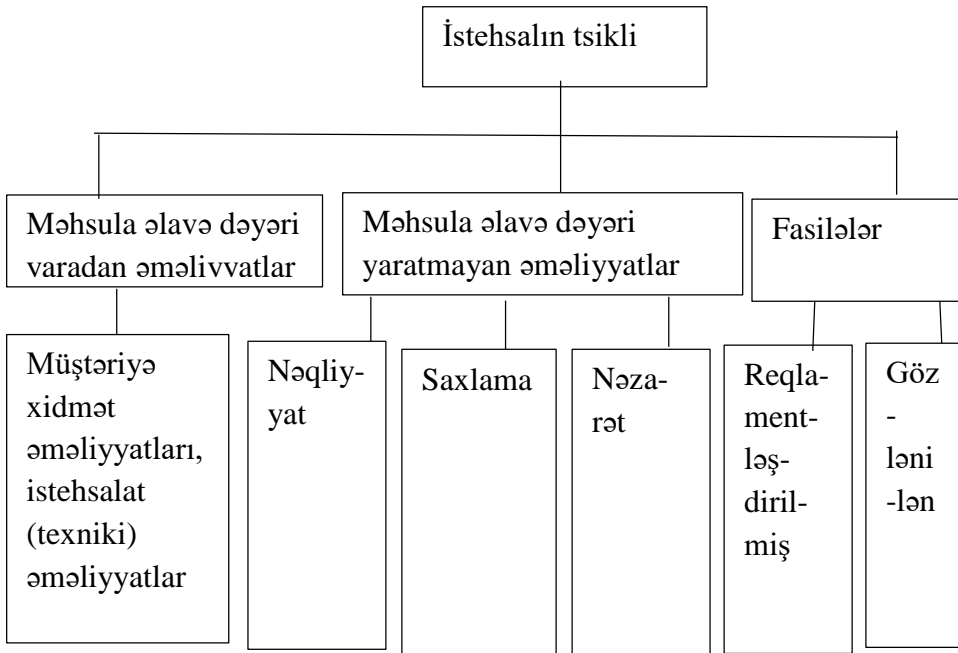 İstehsalın tsikli
Məhsula əlavə dəyəri
varadan əməlivvatlar
Məhsula əlavə dəyəri
yaratmayan əməliyyatlar
Fasilələr
Müştəriyə
xidmət
əməliyyatları,
istehsalat
(texniki)
əməliyyatlar
Nəqliy-
yat
Saxlama
Nəza-
rət
Reqla-
ment-
ləş-
diril-
miş
Göz
-
ləni
-lən